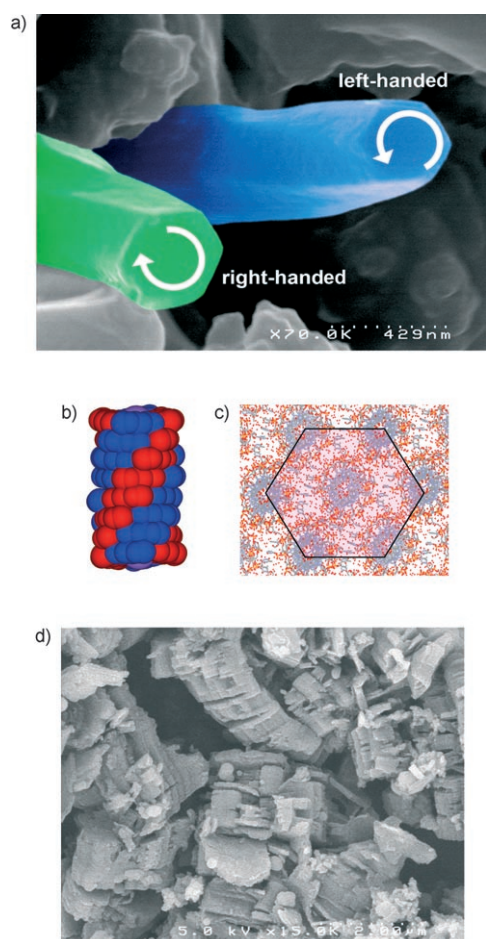 a)
left-handed
right-handed
X70.0K 429nm
b)
c)
d)
5.0 kV X15.0K 2.00µm